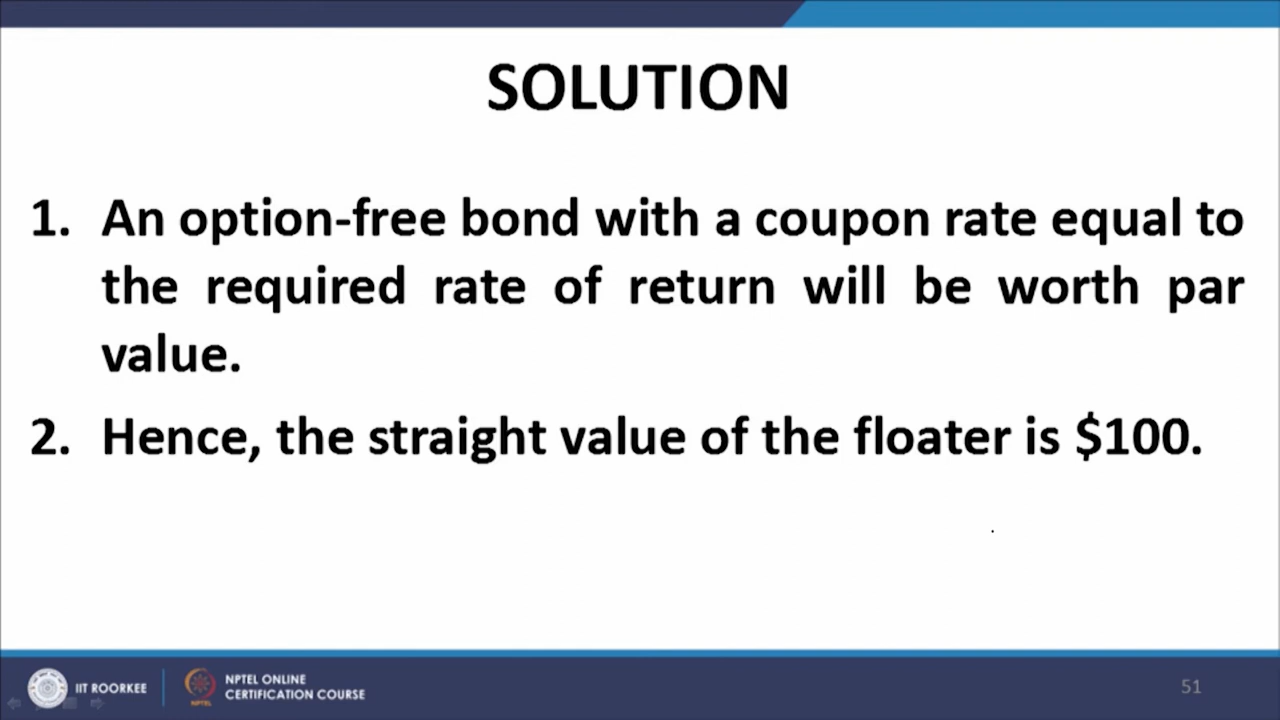 SOLUTION
1. An option-free bond with a coupon rate equal to
the required rate of return will be worth par
value.
2. Hence, the straight value of the floater is $100.
IIT ROORKEE
NPTEL
NPTEL ONLINE
CERTIFICATION COURSE
51